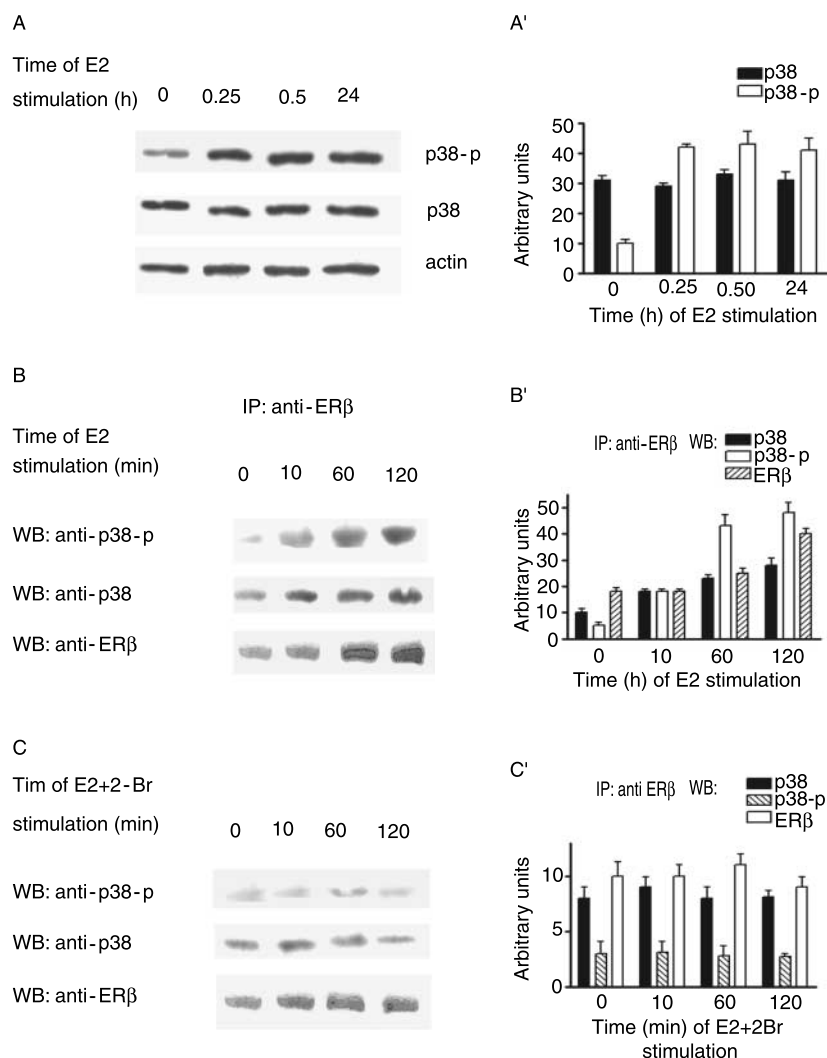 A
Time of E2
stimulation (h) 0 0.25 0.5 24
p38-p
p38
actin
A'
p38
p38-p
50
40
30
20
10
0
Arbitrary units
0 0.25 0.50 24
Time (h) of E2 stimulation
B
IP: anti-ERβ
Time of E2
stimulation (min) 0 10 60 120
WB: anti-p38-p
WB: anti-p38
WB: anti-ERβ
B'
IP: anti-ERβ WB: p38
p38-p
ERβ
50
40
30
20
10
0
Arbitrary units
0 10 60 120
Time (h) of E2 stimulation
C
Tim of E2+2-Br
stimulation (min) 0 10 60 120
WB: anti-p38-p
WB: anti-p38
WB: anti-ERβ
C'
IP: anti ERβ WB: p38
p38-p
ERβ
10
5
0
Arbitrary units
0 10 60 120
Time (min) of E2+2Br
stimulation